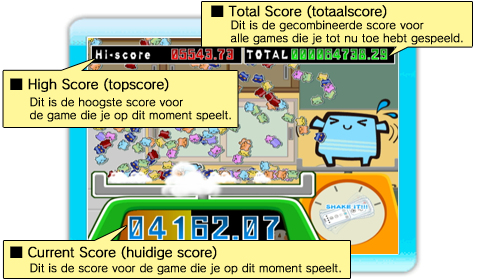 ■ Total Score (totaalscore)
Dit is de gecombineerde score voor
alle games die je tot nu toe hebt gespeeld.
Hi-score 05543.73 TOTAL 000004738.29
■ High Score (topscore)
Dit is de hoogste score voor
de game die je op dit moment speelt.
SHAKE IT!!!
04162.07
■ Current Score (huidige score)
Dit is de score voor de game die je op dit moment speelt.